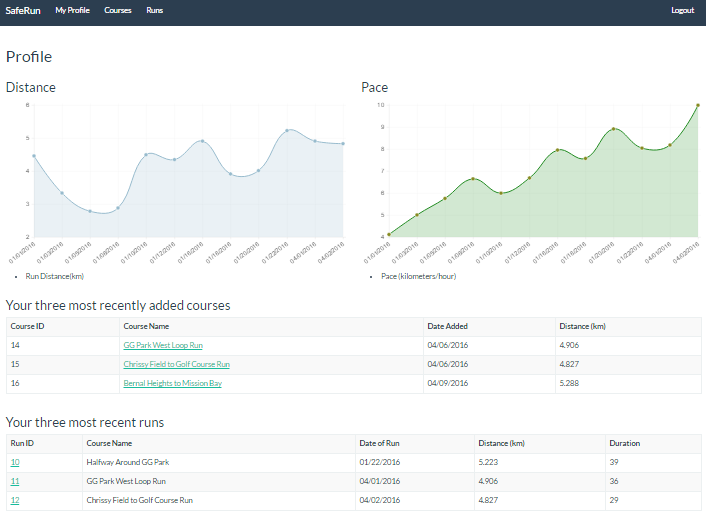 SafeRun My Profile Courses Runs Logout
Profile
Distance
6
5
4
3
2
01/01/2016 01/03/2016 01/05/2016 01/09/2016 01/10/2016 01/12/2016 01/16/2016 01/18/2016 01/20/2016 01/22/2016 04/01/2016 04/02/2016
Run Distance(km)
Pace
10
9
8
7
6
5
4
01/01/2016 01/03/2016 01/05/2016 01/09/2016 01/10/2016 01/12/2016 01/16/2016 01/18/2016 01/20/2016 01/22/2016 04/01/2016 04/02/2016
Pace (kilometers/hour)
Your three most recently added courses
Course ID Course Name Date Added Distance (km)
14 GG Park West Loop Run 04/06/2016 4.906
15 Chrissy Field to Golf Course Run 04/06/2016 4.827
16 Bernal Heights to Mission Bay 04/09/2016 5.288
Your three most recent runs
Run ID Course Name Date of Run Distance (km) Duration
10 Halfway Around GG Park 01/22/2016 5.223 39
11 GG Park West Loop Run 04/01/2016 4.906 36
12 Chrissy Field to Golf Course Run 04/02/2016 4.827 29